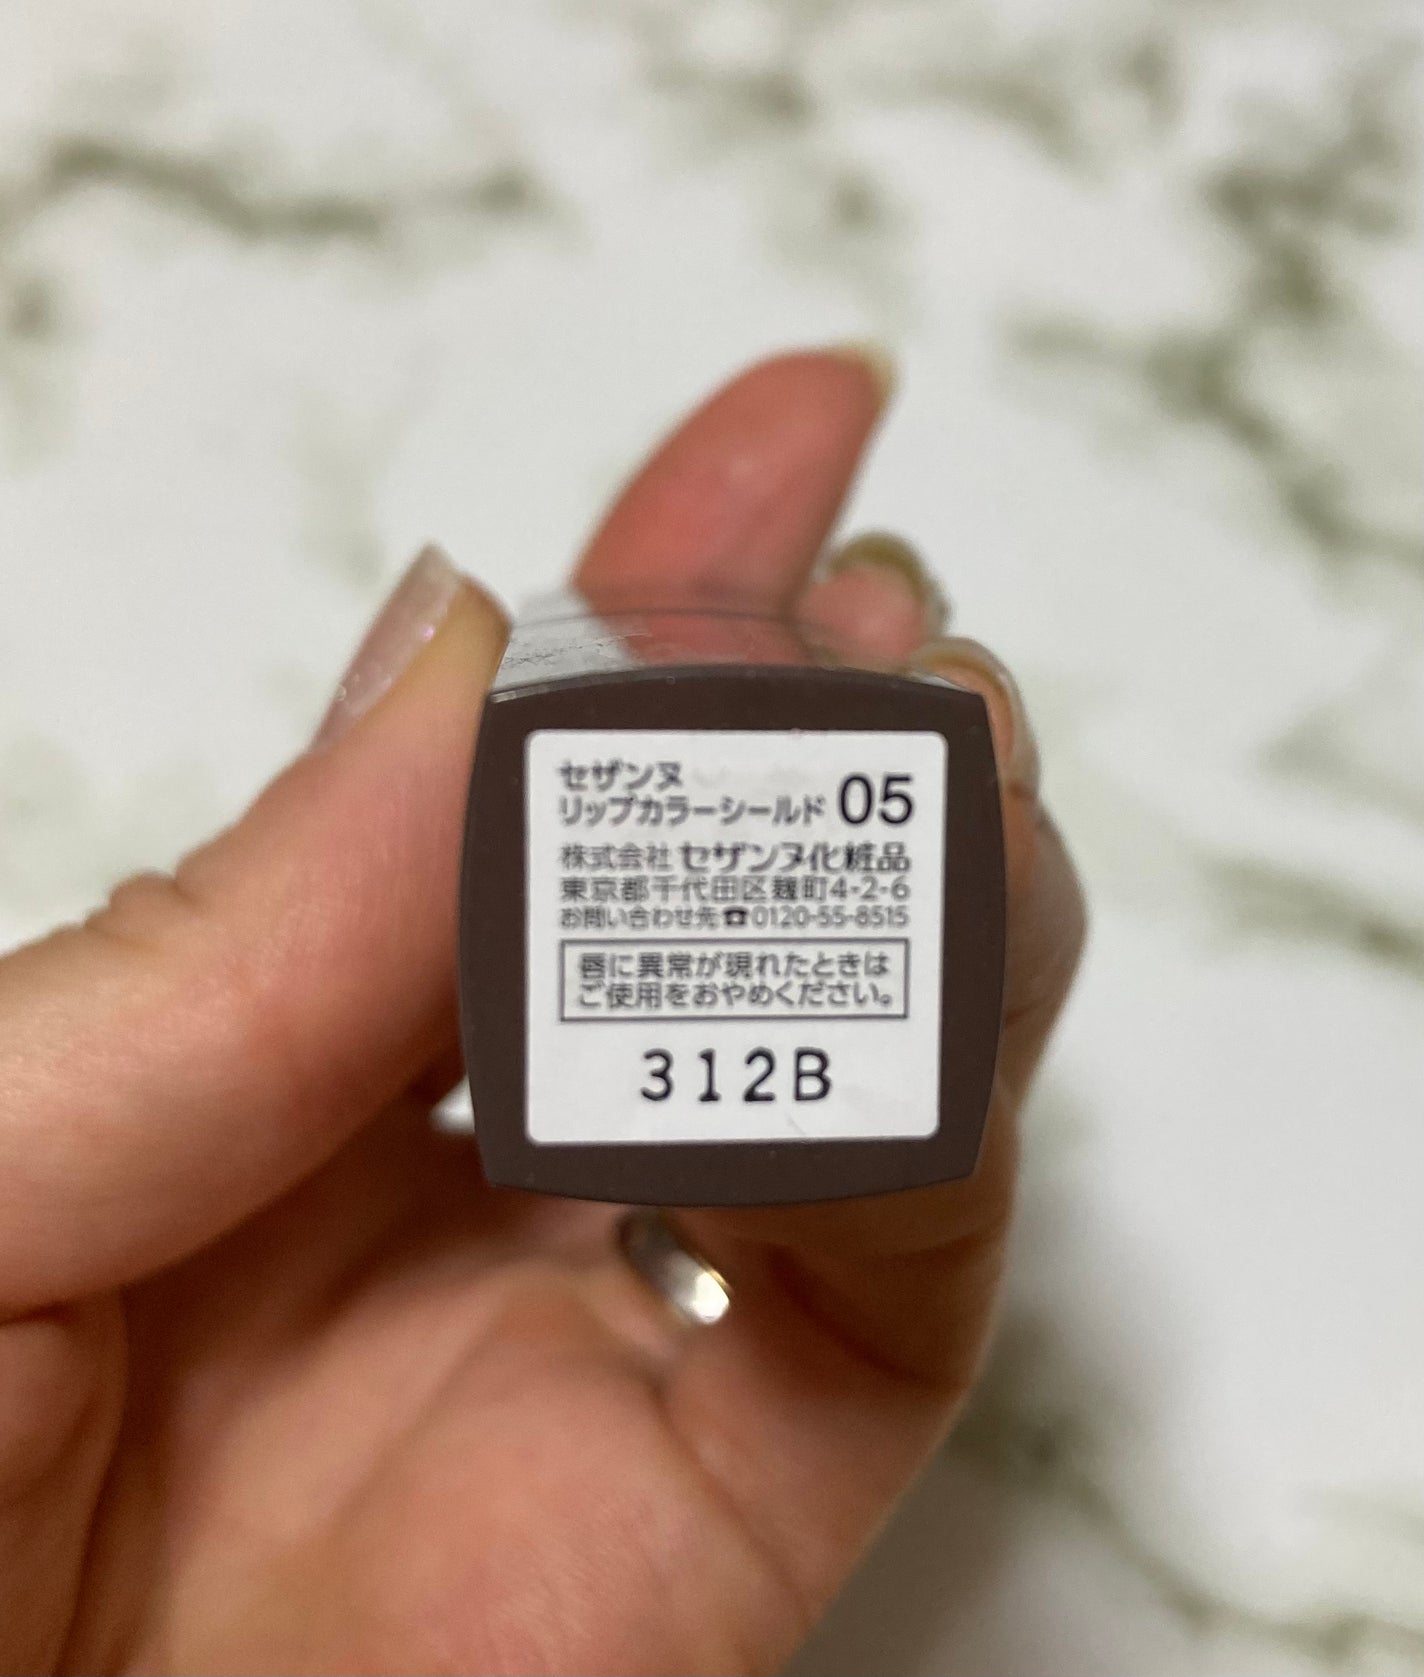 セザンヌ
リップカラーシールド 05
株式会社 セザンヌ化粧品
東京都千代田区麹町4-2-6
お問い合わせ先☎0120-55-8515
唇に異常が現れたときは
ご使用をおやめください。
312B